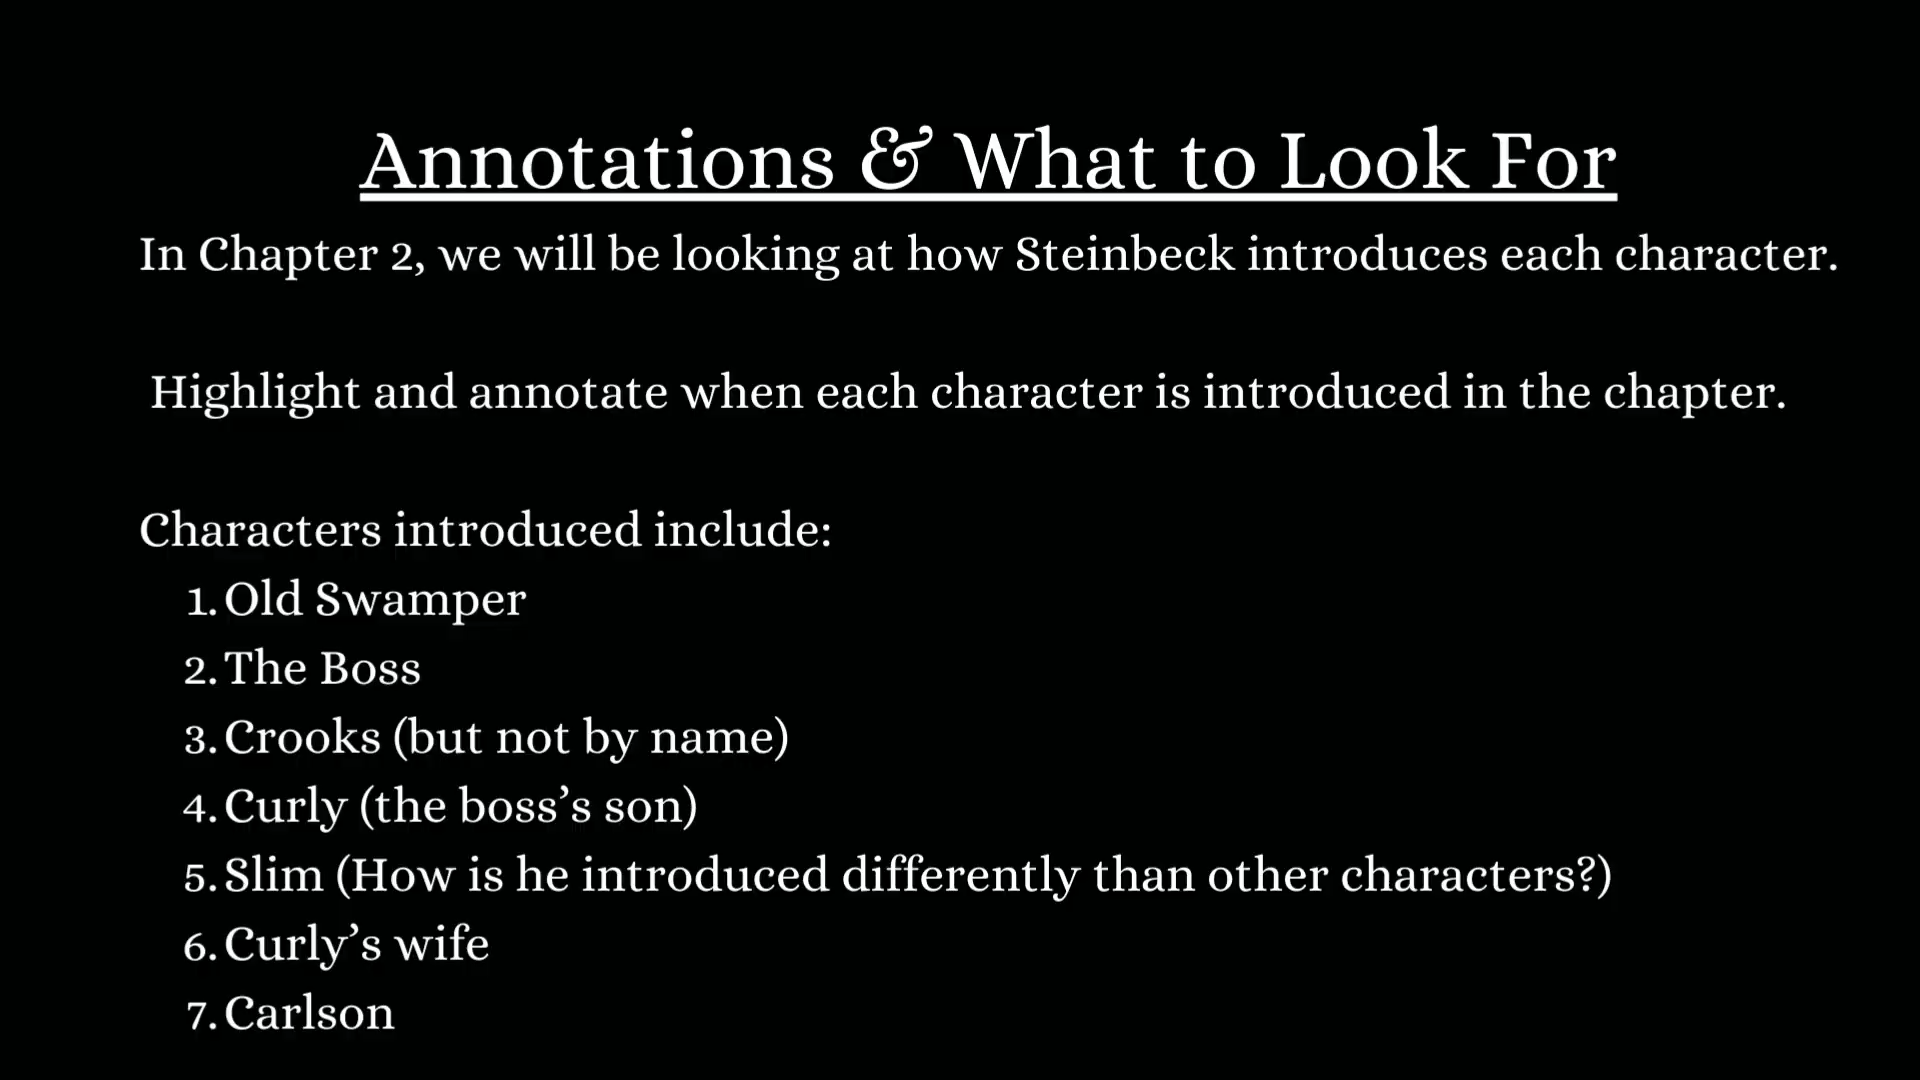 Annotations & What to Look For
In Chapter 2, we will be looking at how Steinbeck introduces each character.
Highlight and annotate when each character is introduced in the chapter.
Characters introduced include:
1. Old Swamper
2. The Boss
3. Crooks (but not by name)
4. Curly (the boss’s son)
5. Slim (How is he introduced differently than other characters?)
6. Curly’s wife
7. Carlson